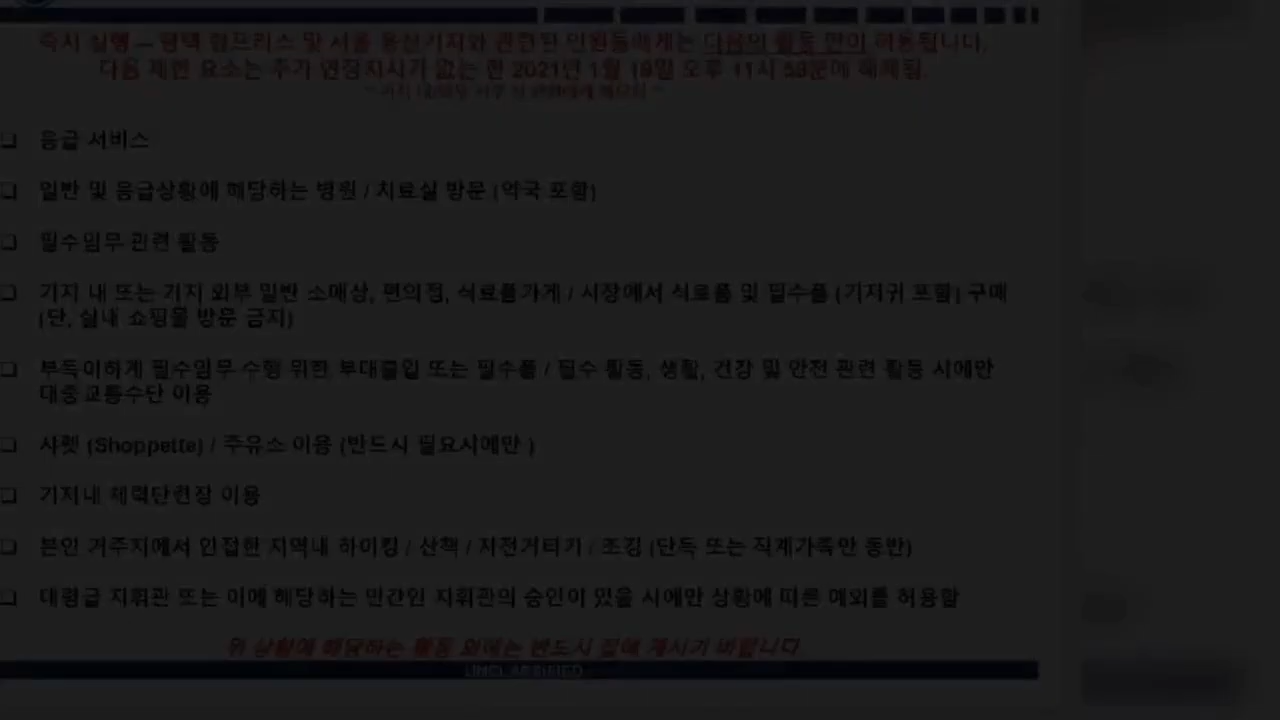 즉시 실행 – 평택 험프리스 및 서울 용산기지와 관련된 인원들에게는 다음의 활동 만이 허용됩니다.
다음 제한 요소는 추가 연장지시가 없는 한 2021년 1월 19일 오후 11시 59분에 해제됨.
❑ 응급 서비스
❑ 일반 및 응급상황에 해당하는 병원 / 치료실 방문 (약국 포함)
❑ 필수임무 관련 활동
❑ 기지 내 또는 기지 외부 일반 소매상, 편의점, 식료품가게 / 시장에서 식료품 및 필수품 (기저귀 포함) 구매
(단, 실내 쇼핑몰 방문 금지)
❑ 부득이하게 필수임무 수행 위한 부대출입 또는 필수품 / 필수 활동, 생활, 건강 및 안전 관련 활동 시에만
대중교통수단 이용
❑ 샤펫 (Shoppette) / 주유소 이용 (반드시 필요시에만 )
❑ 기지내 체력단련장 이용
❑ 본인 거주지에서 인접한 지역내 하이킹 / 산책 / 자전거타기 / 조깅 (단독 또는 직계가족만 동반)
❑ 대령급 지휘관 또는 이에 해당하는 민간인 지휘관의 승인이 있을 시에만 상황에 따른 예외를 허용함
위 상황에 해당하는 활동 외에는 반드시 집에 계시기 바랍니다.
UNCLASSIFIED